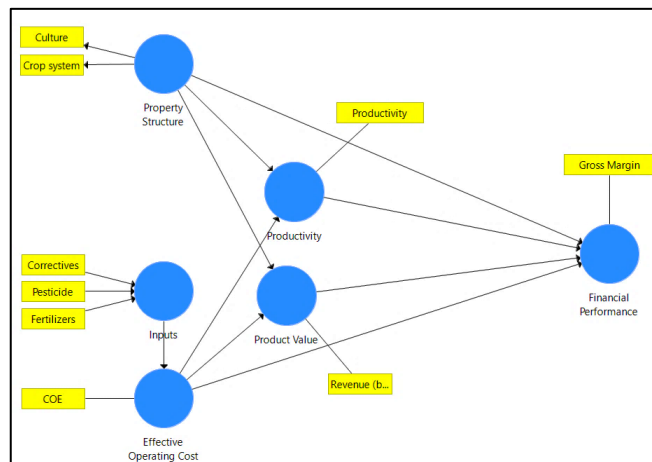 Culture
Crop system
Property
Structure
Productivity
Gross Margin
Productivity
Correctives
Pesticide
Fertilizers
Inputs
Product Value
Financial
Performance
Revenue (b...
COE
Effective
Operating Cost